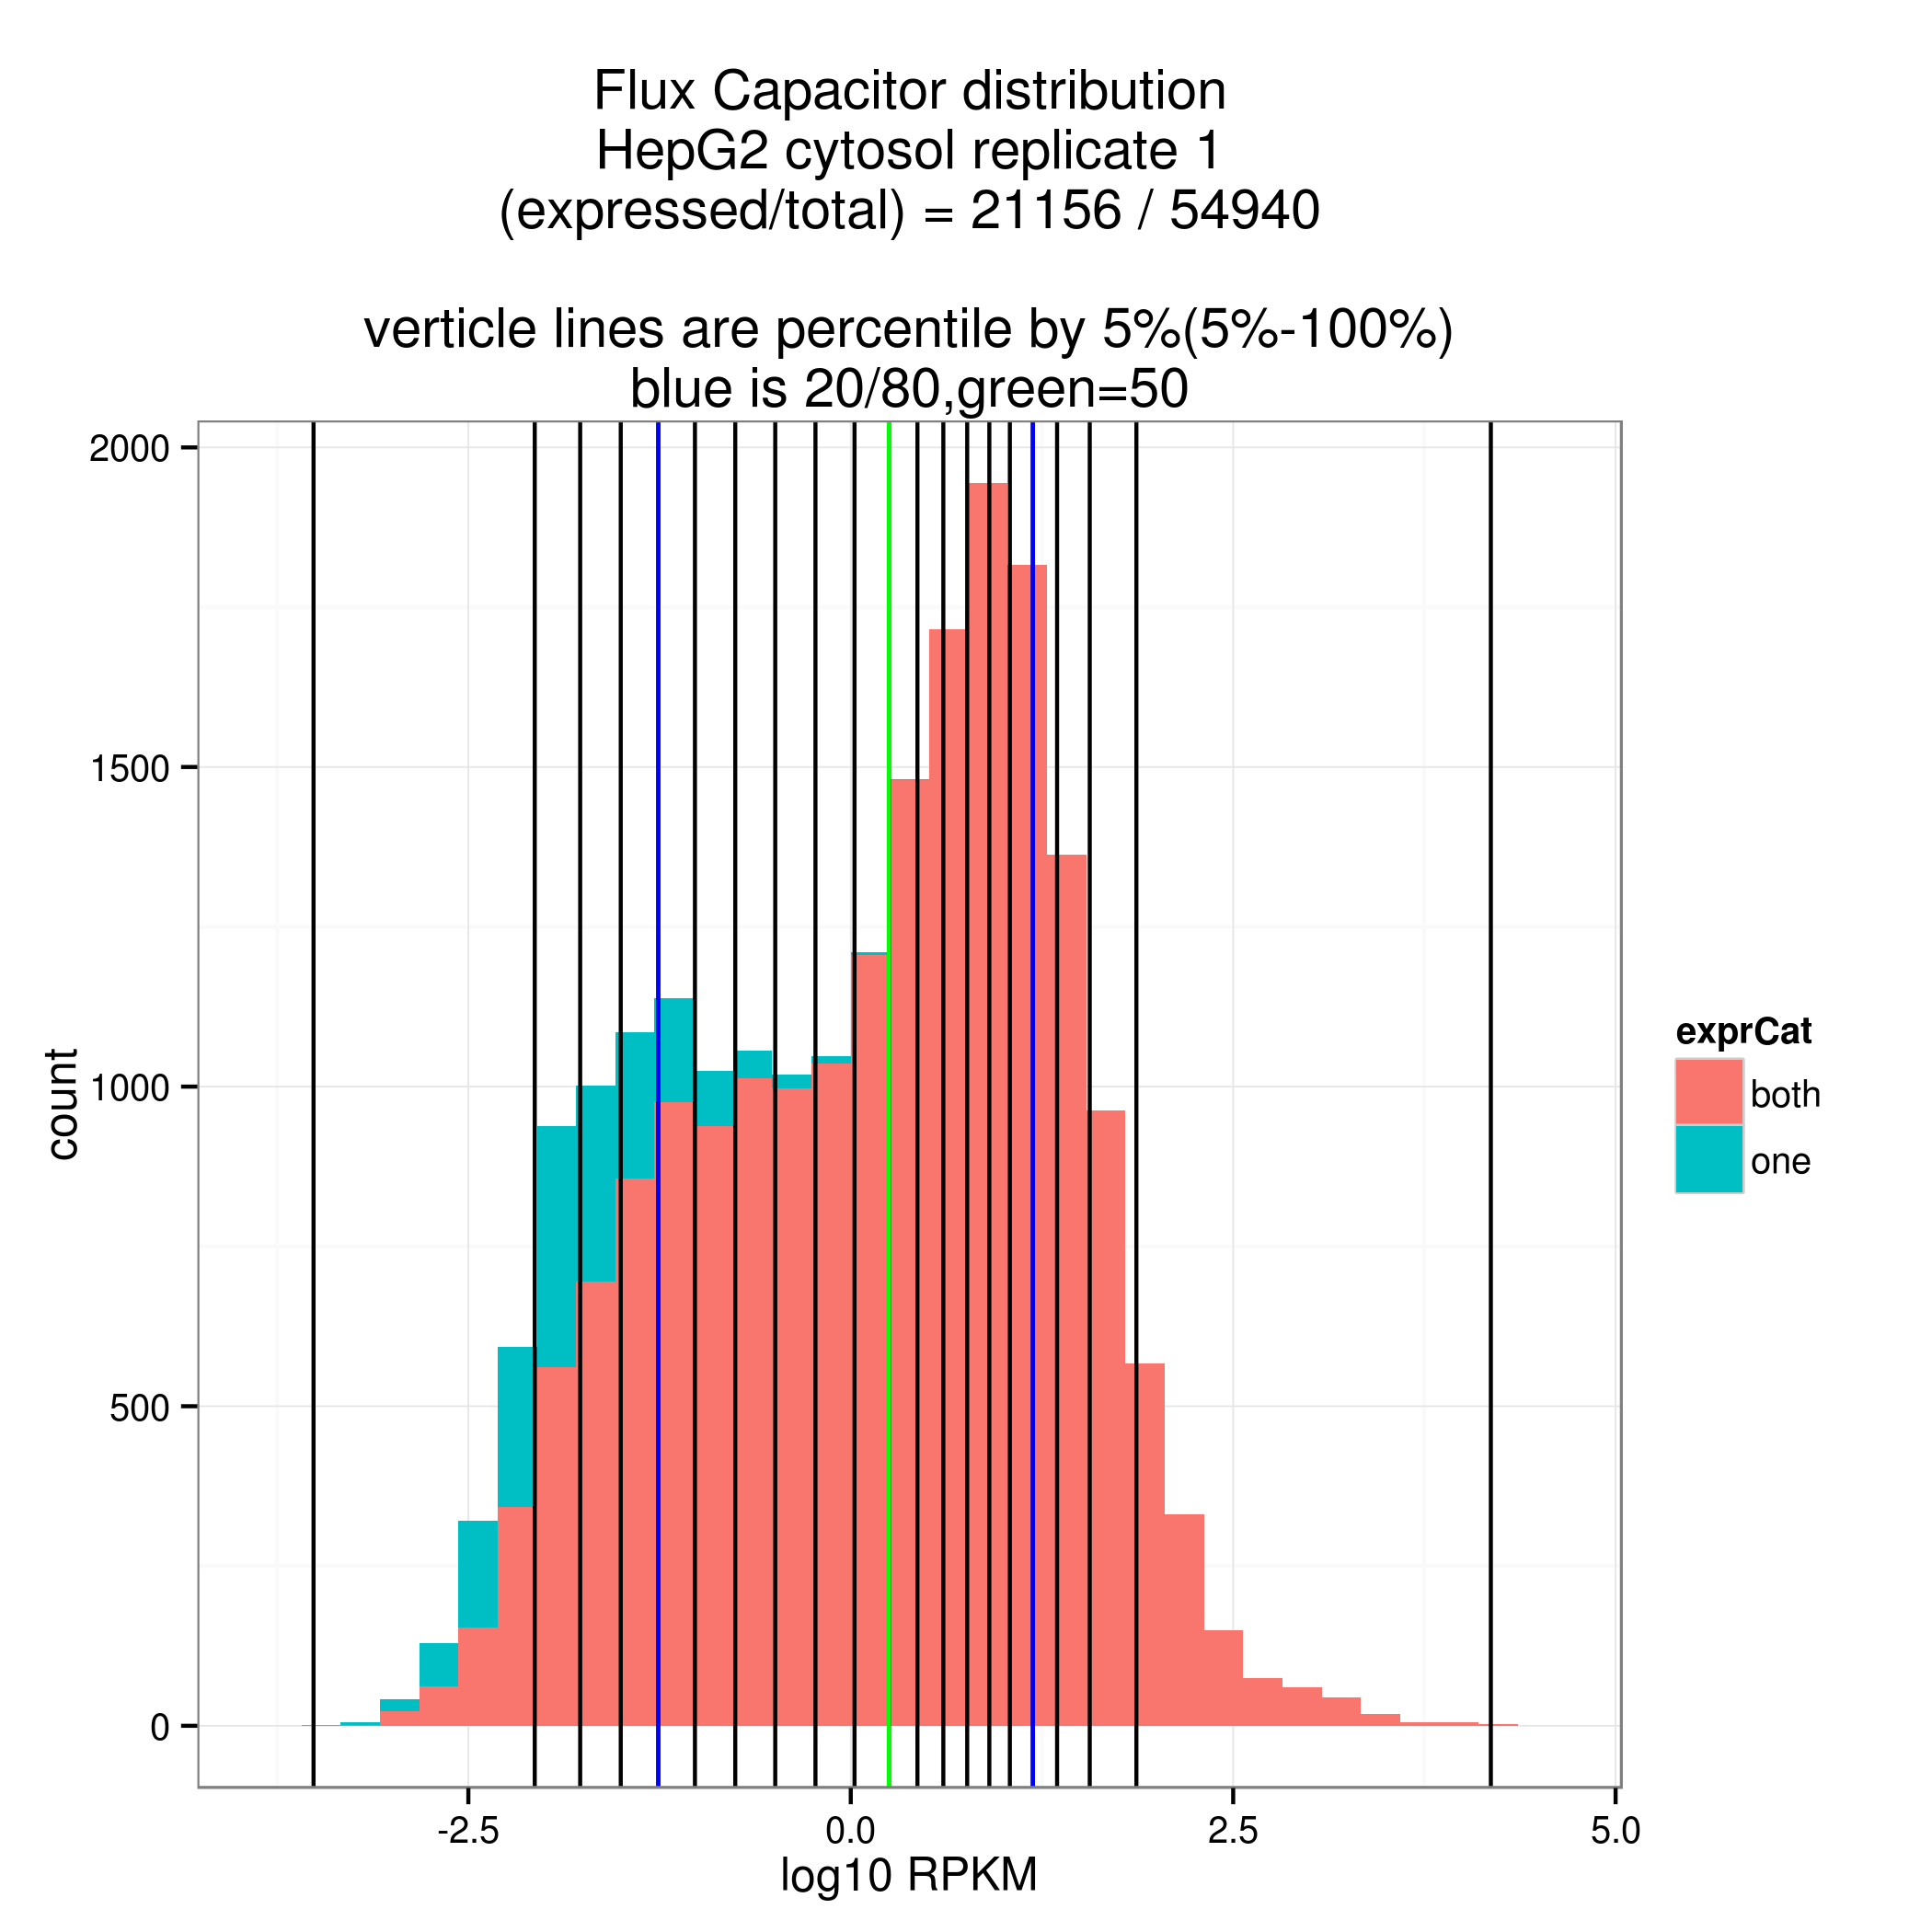 Flux Capacitor distribution
HepG2 cytosol replicate 1
(expressed/total) = 21156 / 54940
verticle lines are percentile by 5%(5%-100%)
blue is 20/80,green=50
2000
1500
1000
500
0
count
-2.5
0.0
2.5
5.0
log10 RPKM
exprCat
both
one